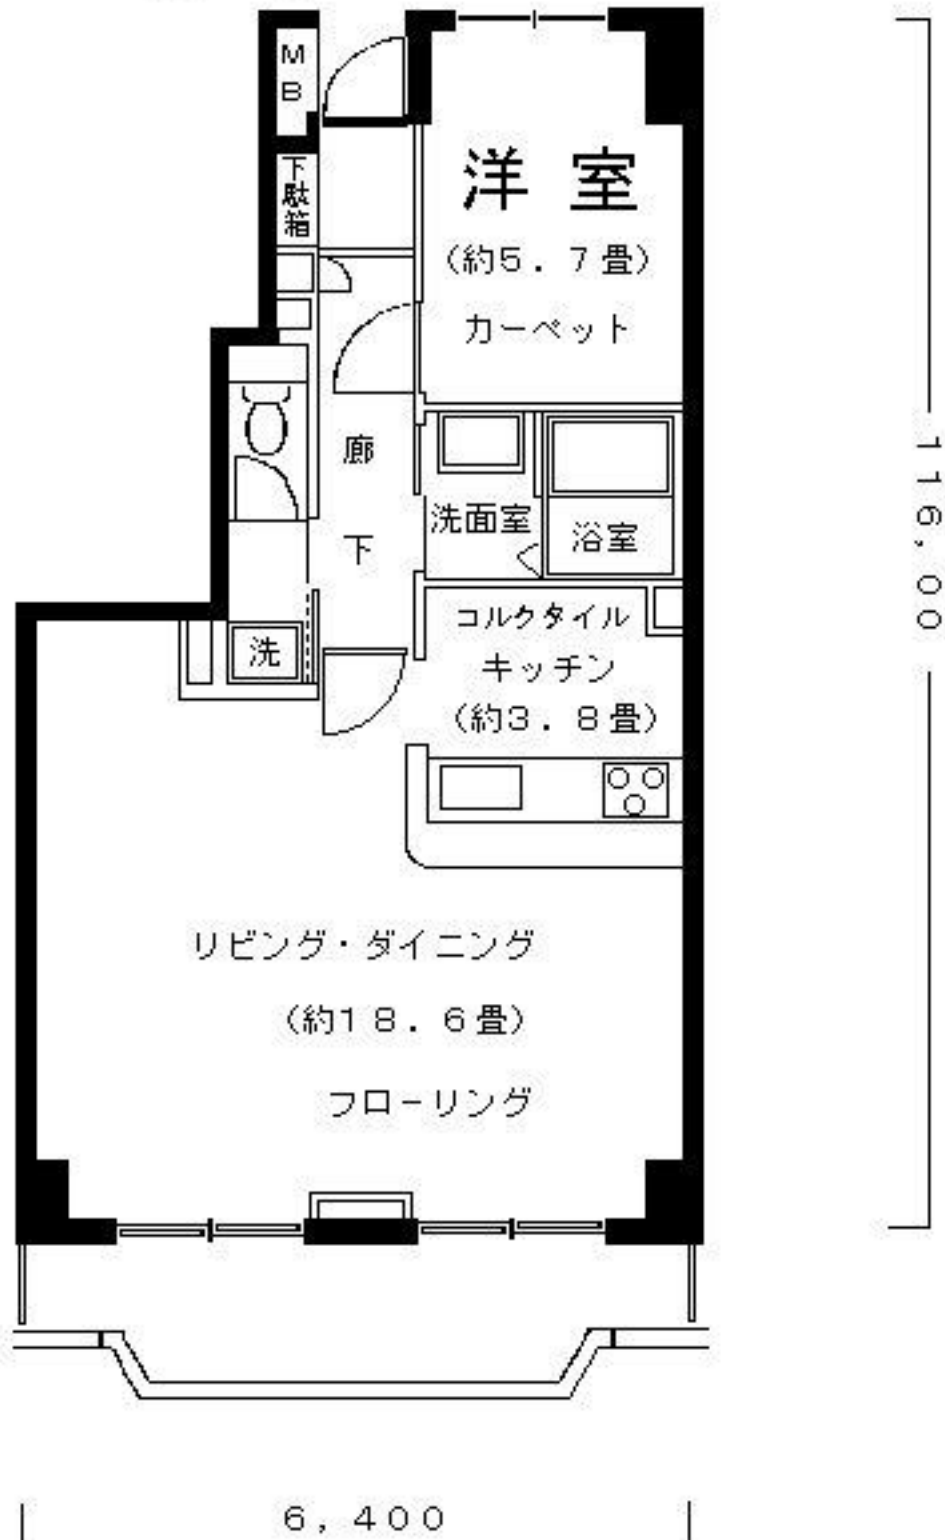 MB
下駄箱
洋室
（約5．7畳）
カーペット
廊下
洗面室
浴室
コルクタイル
キッチン
（約3．8畳）
洗
リビング・ダイニング
（約18．6畳）
フローリング
116,00
6,400